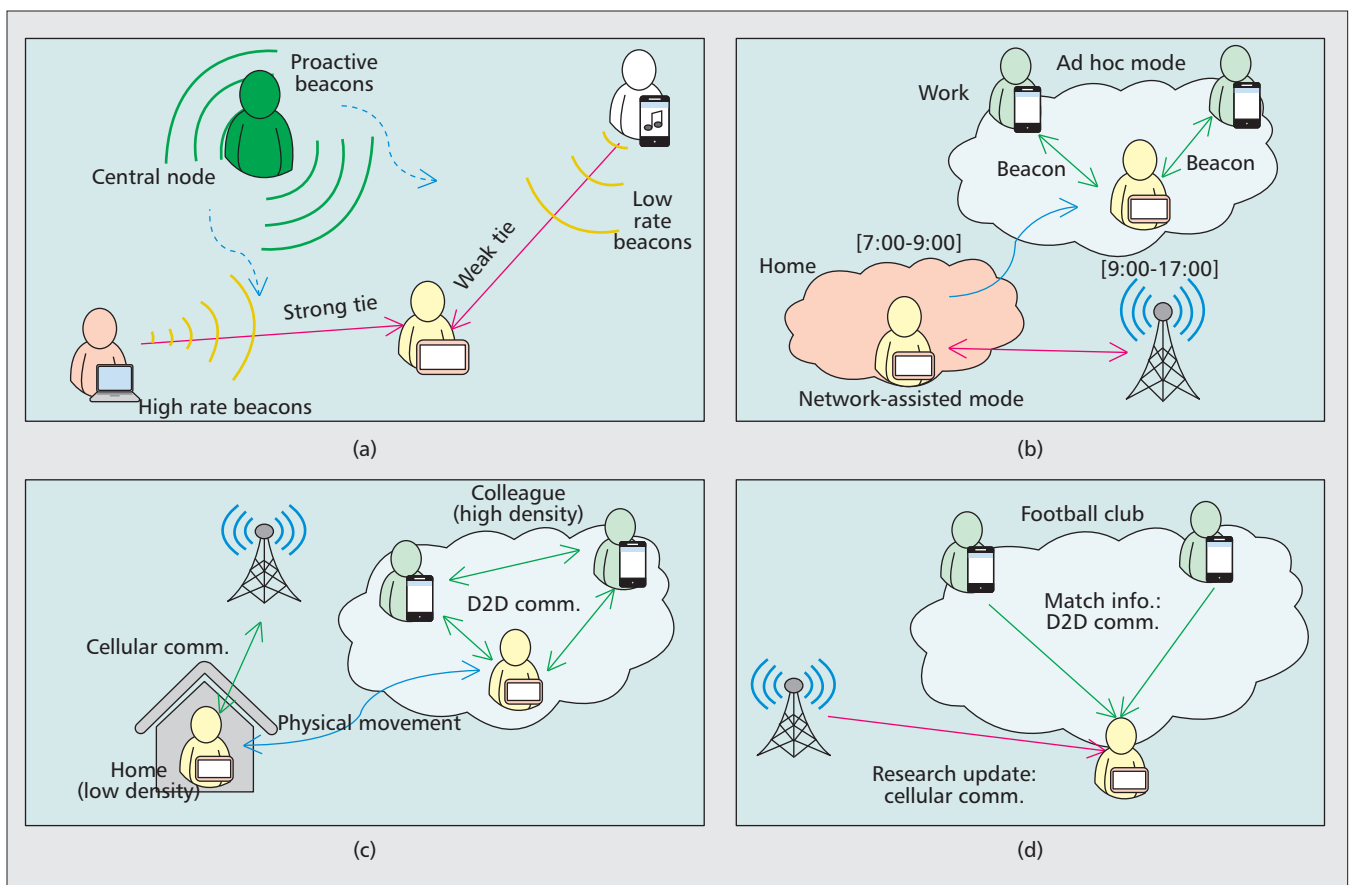 Proactive
beacons
Central node
Low
rate
beacons
Weak tie
Strong tie
High rate beacons
(a)
Ad hoc mode
Work
Beacon
Beacon
[7:00-9:00]
Home
[9:00-17:00]
Network-assisted mode
(b)
Colleague
(high density)
D2D comm.
Cellular comm.
Physical movement
Home
(low density)
(c)
Football club
Match info.:
D2D comm.
Research update:
cellular comm.
(d)